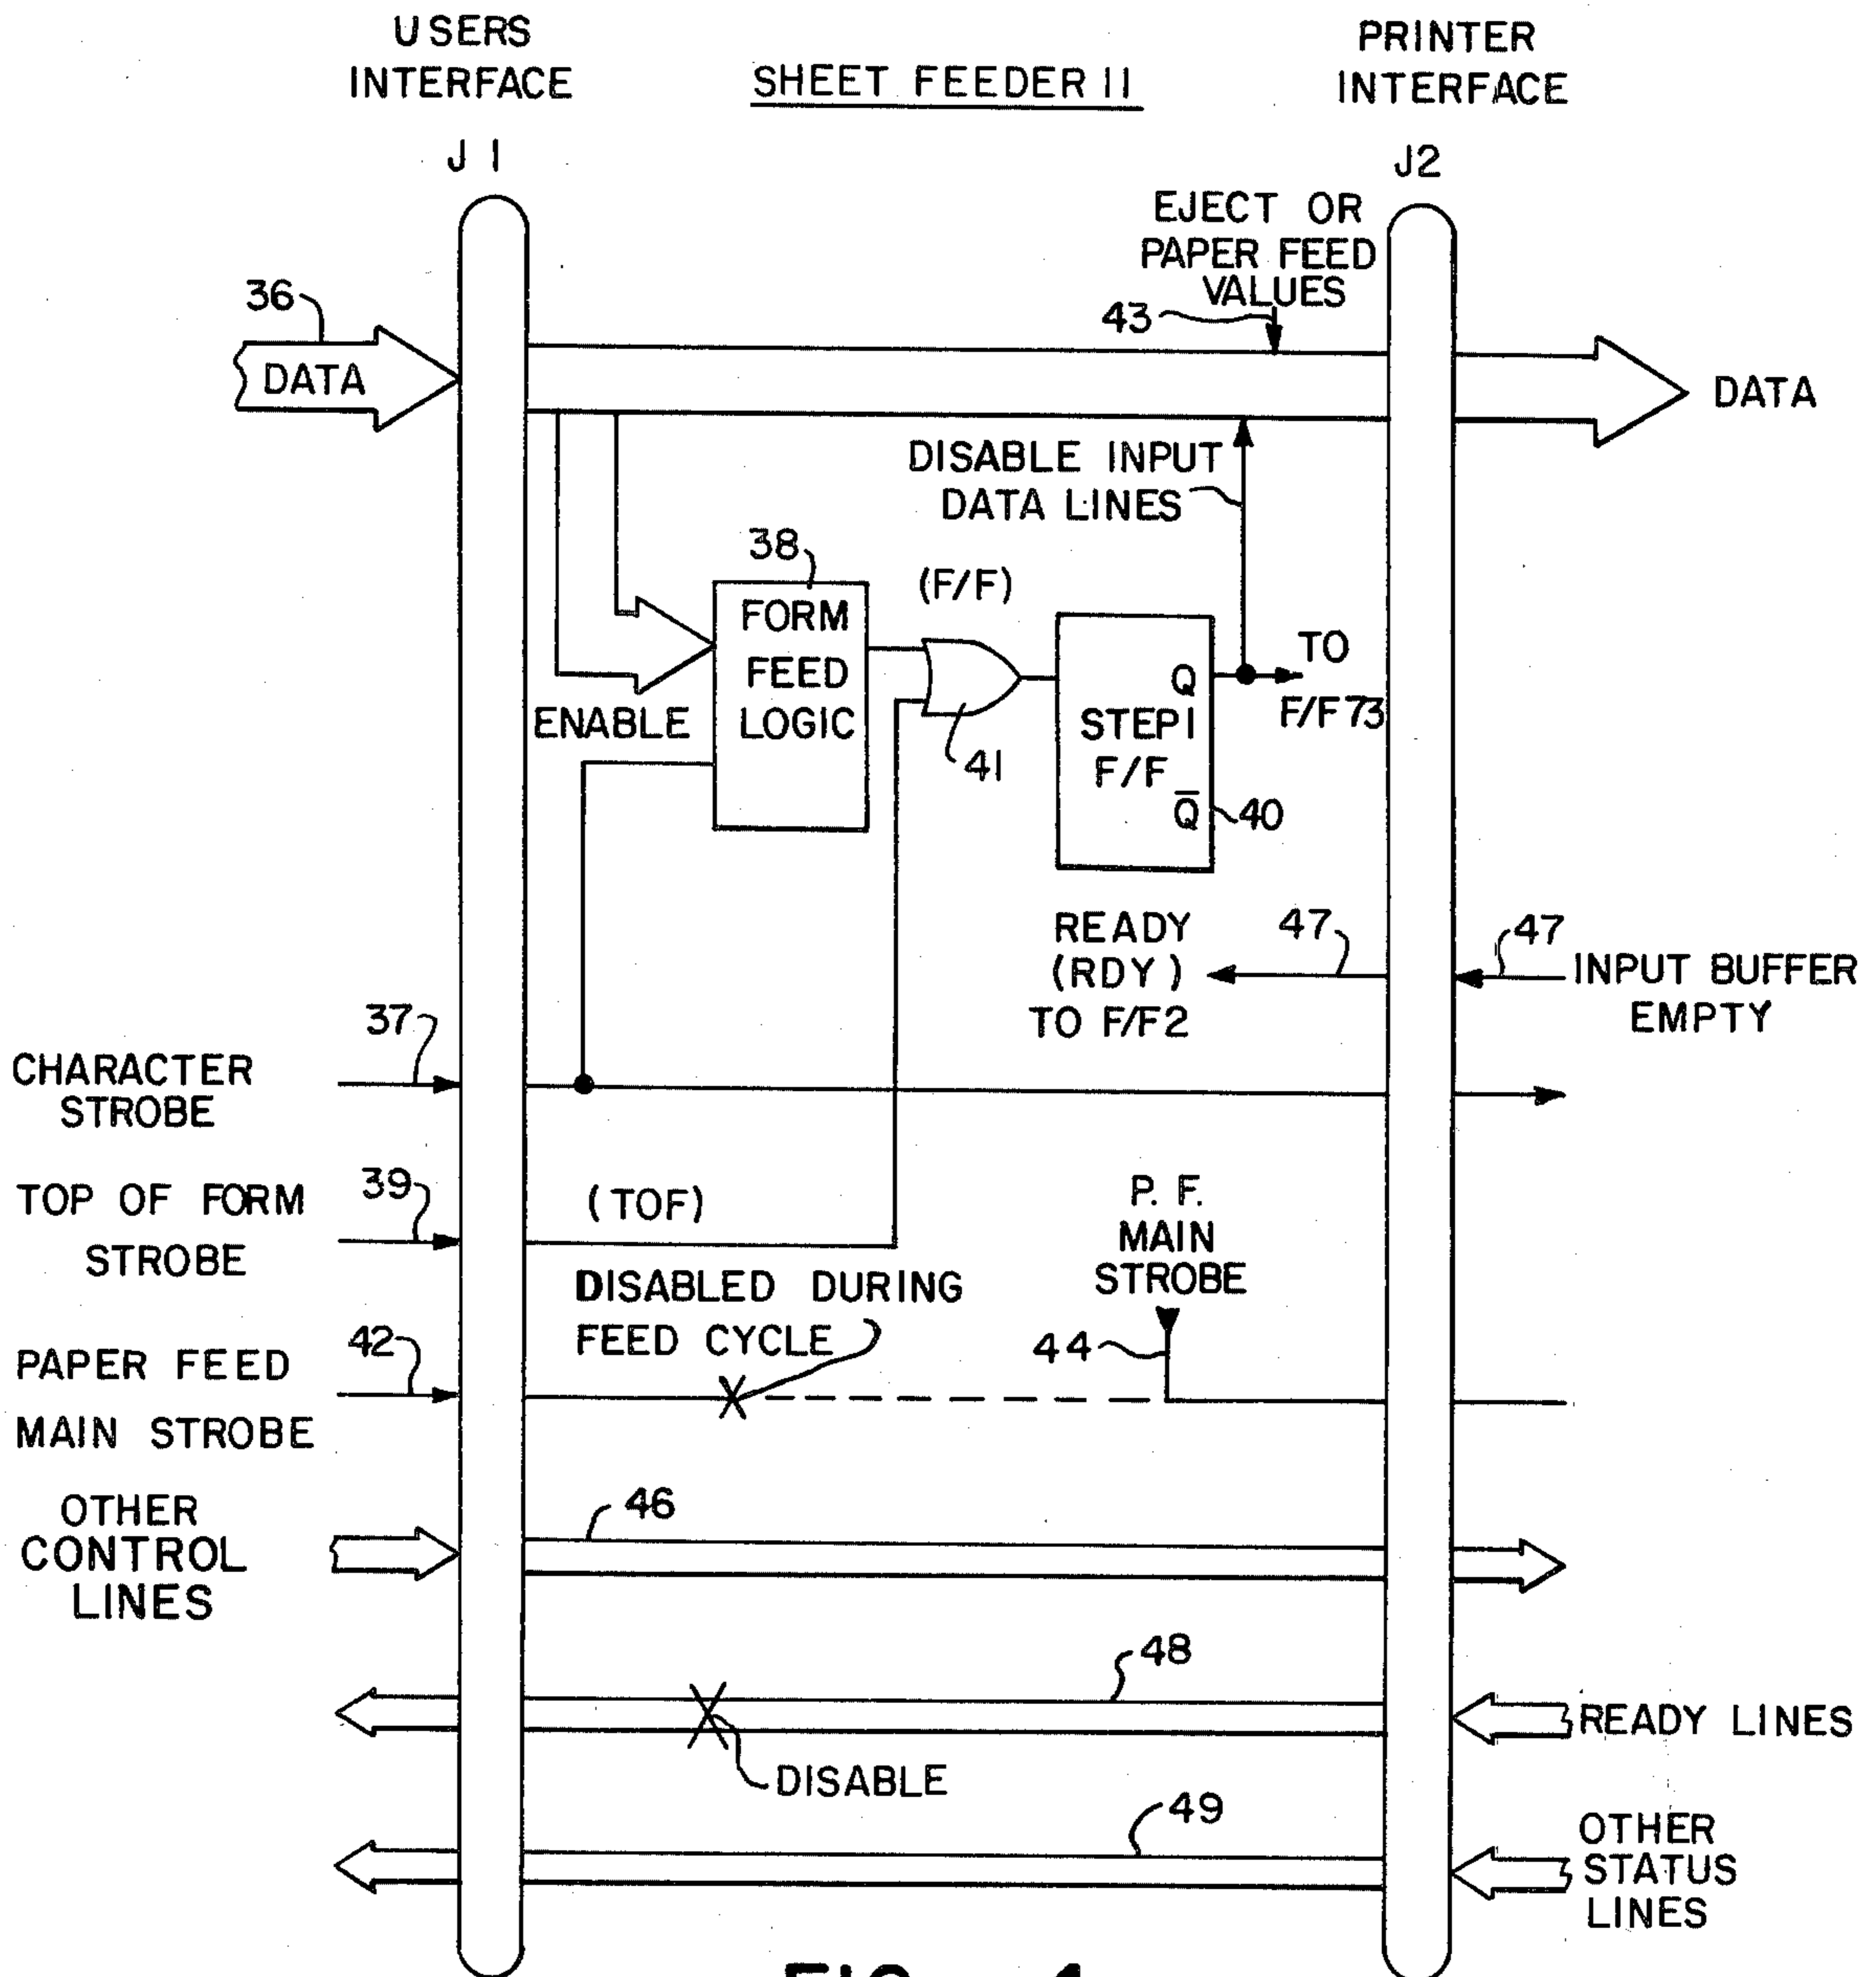 USERS
INTERFACE
SHEET FEEDER 11
PRINTER
INTERFACE
J1
J2
EJECT OR
PAPER FEED
VALUES
36
43
DATA
DATA
DISABLE INPUT
DATA LINES
38
(F/F)
FORM
FEED
LOGIC
ENABLE
41
Q
STEP1
F/F
Q̅
40
TO
F/F73
READY
(RDY)
TO F/F2
47
47
INPUT BUFFER
EMPTY
37
CHARACTER
STROBE
39
TOP OF FORM
STROBE
(TOF)
P. F.
MAIN
STROBE
DISABLED DURING
FEED CYCLE
42
44
PAPER FEED
MAIN STROBE
OTHER
CONTROL
LINES
46
48
READY LINES
DISABLE
49
OTHER
STATUS
LINES